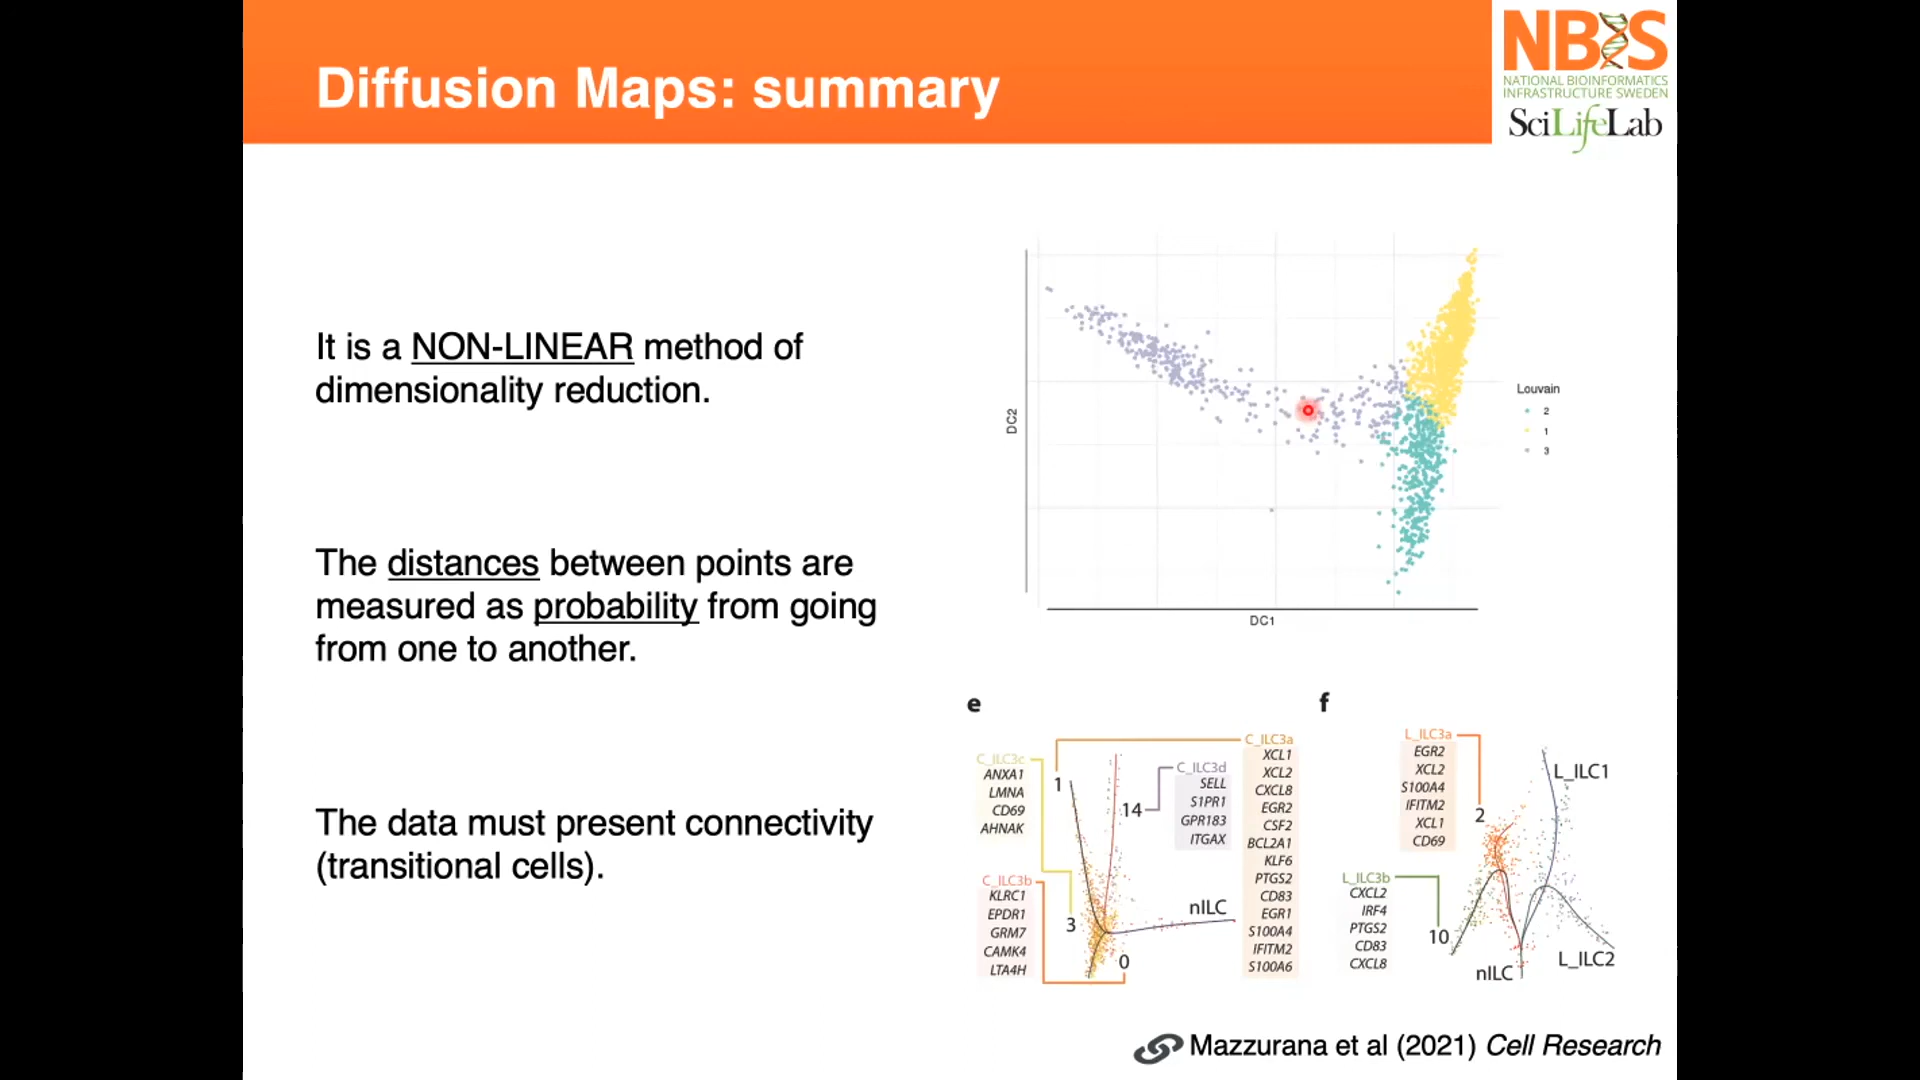 Diffusion Maps: summary
NBIS
NATIONAL BIOINFORMATICS
INFRASTRUCTURE SWEDEN
SciLifeLab
It is a NON-LINEAR method of
dimensionality reduction.
The distances between points are
measured as probability from going
from one to another.
The data must present connectivity
(transitional cells).
DC2
DC1
Louvain
2
1
3
e
C_ILC3c
ANXA1
LMNA
CD69
AHNAK
C_ILC3b
KLRC1
EPDR1
GRM7
CAMK4
LTA4H
1
3
0
14
C_ILC3d
SELL
S1PR1
GPR183
ITGAX
nILC
C_ILC3a
XCL1
XCL2
CXCL8
EGR2
CSF2
BCL2A1
KLF6
PTGS2
CD83
EGR1
S100A4
IFITM2
S100A6
f
L_ILC3a
EGR2
XCL2
S100A4
IFITM2
XCL1
CD69
2
L_ILC3b
CXCL2
IRF4
PTGS2
CD83
CXCL8
10
L_ILC1
L_ILC2
nILC
Mazzurana et al (2021) Cell Research